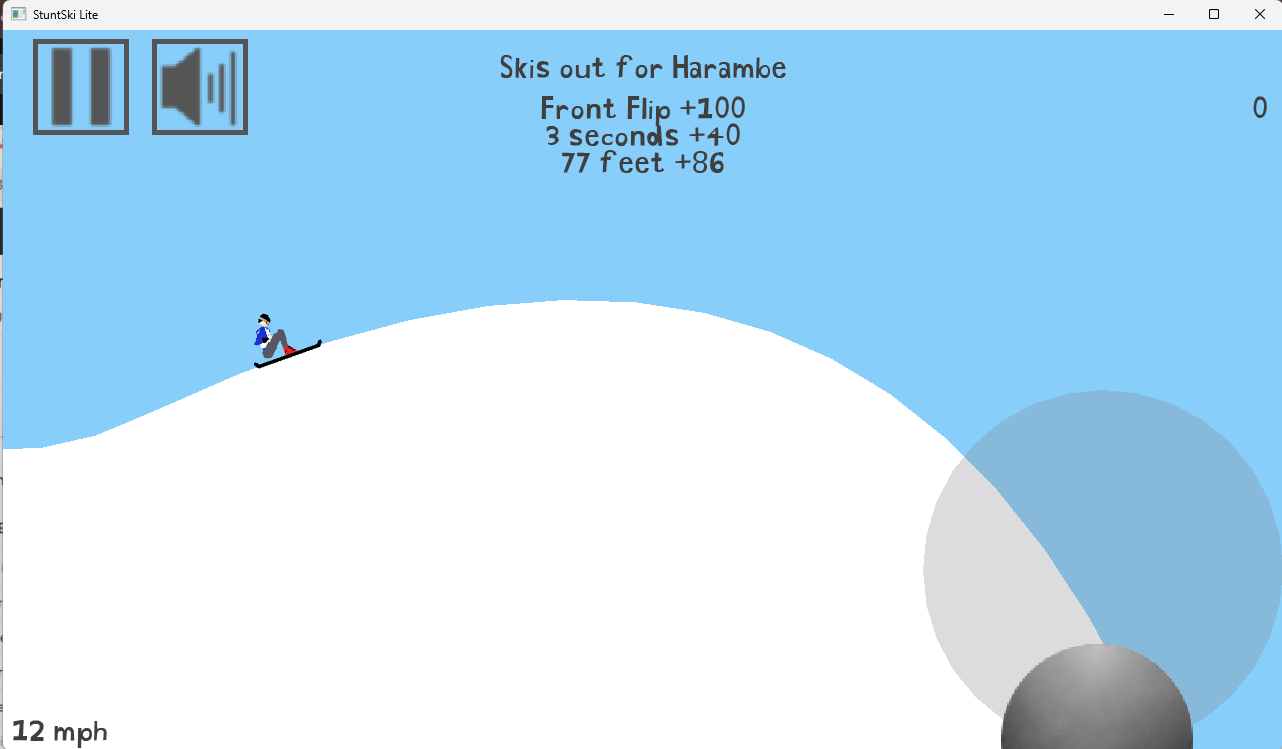 StuntSki Lite
Skis out for Harambe
Front Flip +100
0
3 seconds +40
77 feet +86
12 mph